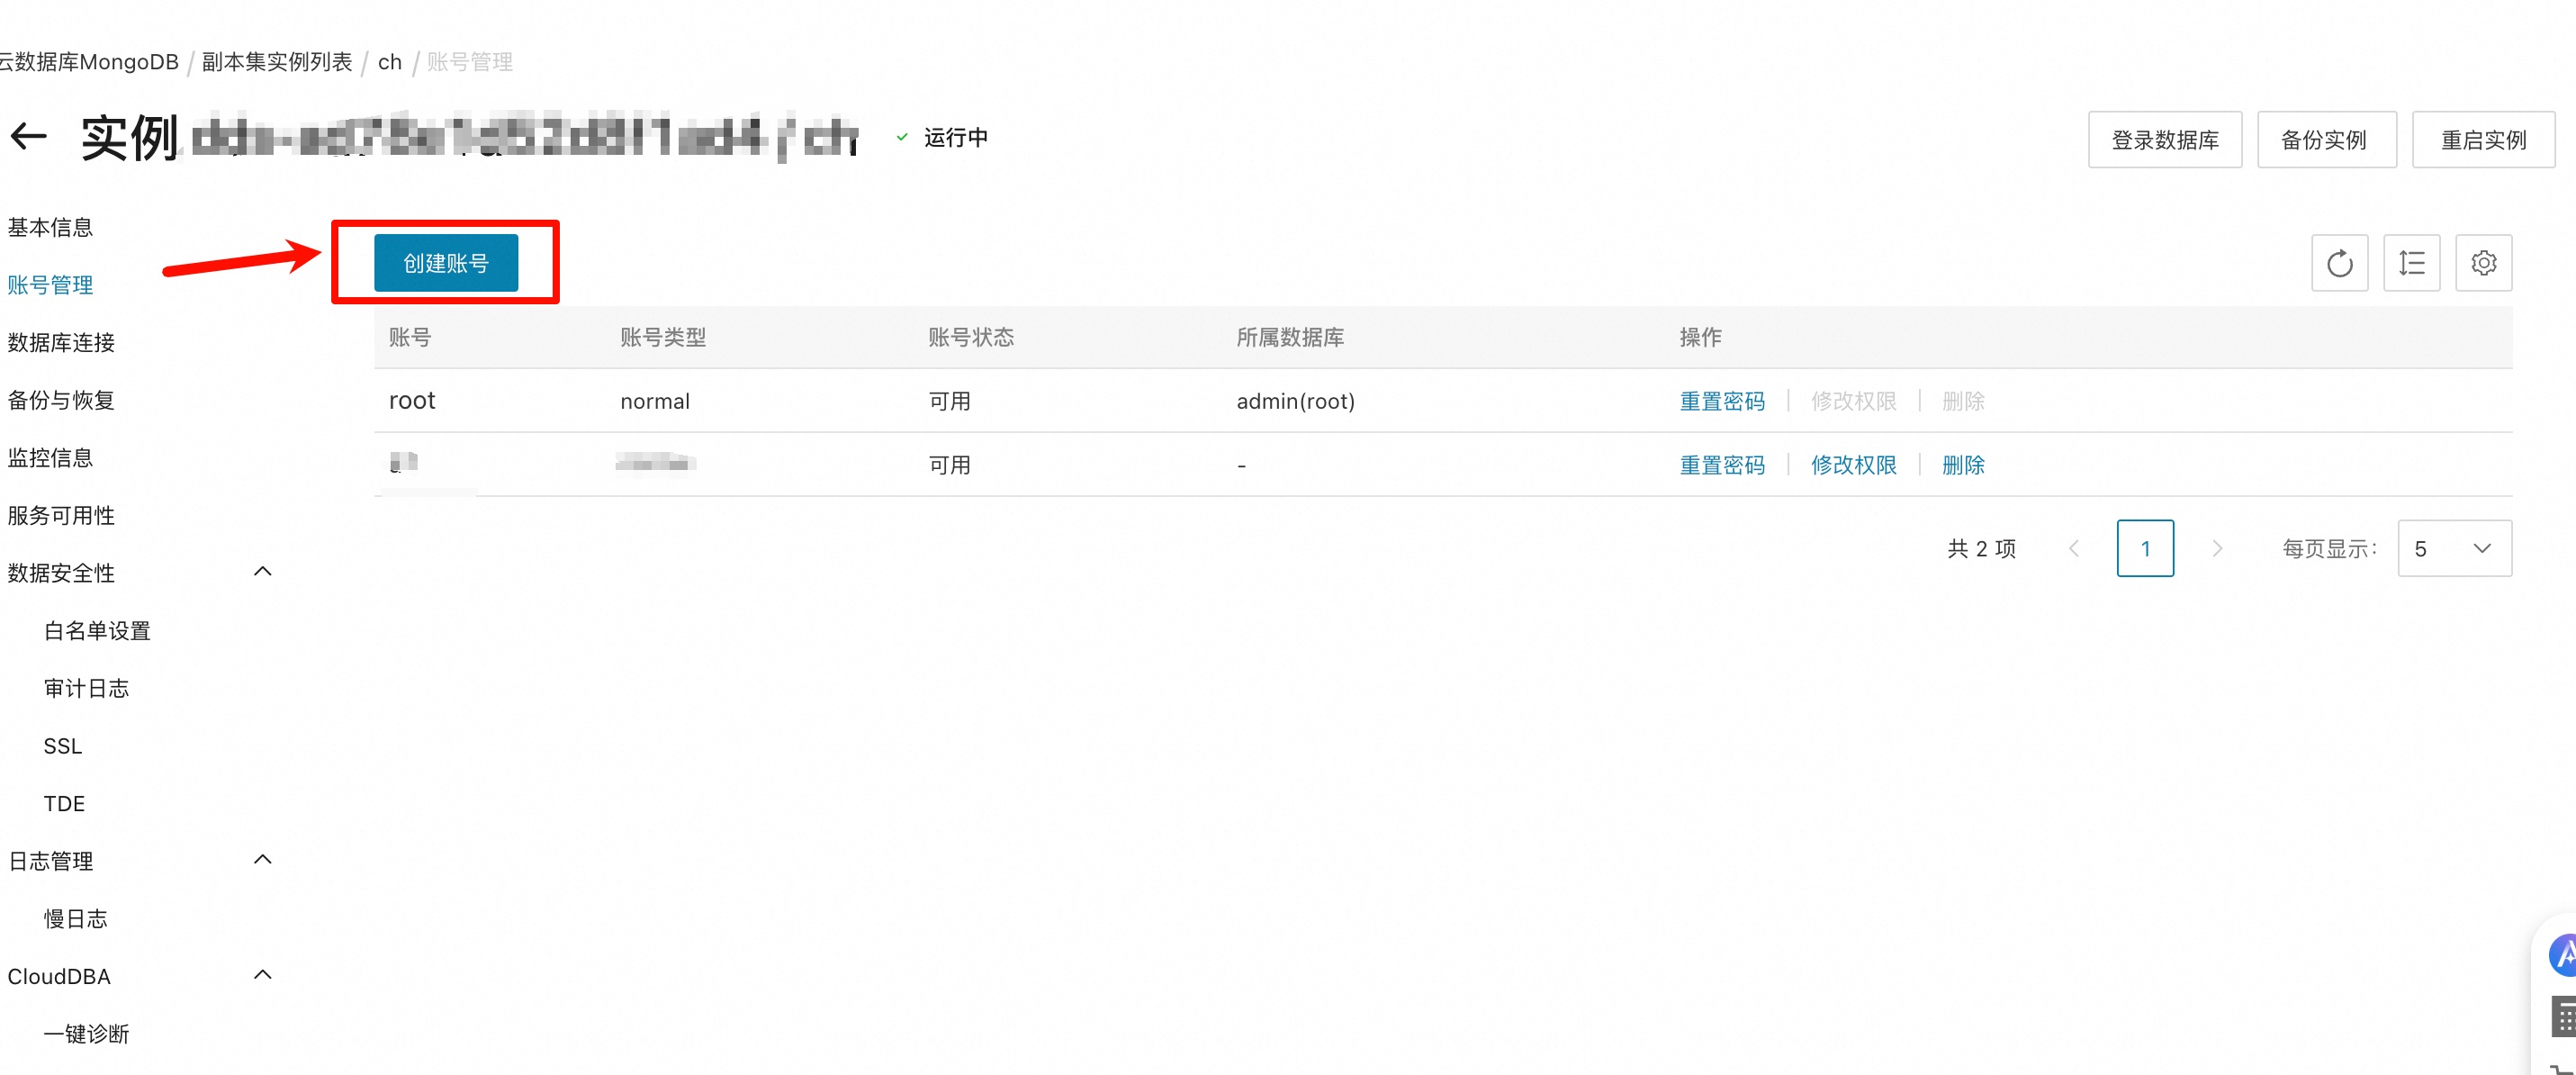 云数据库MongoDB / 副本集实例列表 / ch / 账号管理
实例
运行中
登录数据库
备份实例
重启实例
基本信息
账号管理
数据库连接
备份与恢复
监控信息
服务可用性
数据安全性
白名单设置
审计日志
SSL
TDE
日志管理
慢日志
CloudDBA
一键诊断
创建账号
账号 账号类型 账号状态 所属数据库 操作
root normal 可用 admin(root) 重置密码 修改权限 删除
可用 - 重置密码 修改权限 删除
共 2 项 1 每页显示: 5